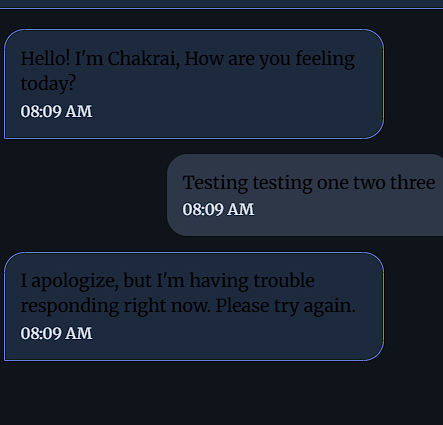 Hello! I'm Chakrai, How are you feeling
today?
08:09 AM
Testing testing one two three
08:09 AM
I apologize, but I'm having trouble
responding right now. Please try again.
08:09 AM